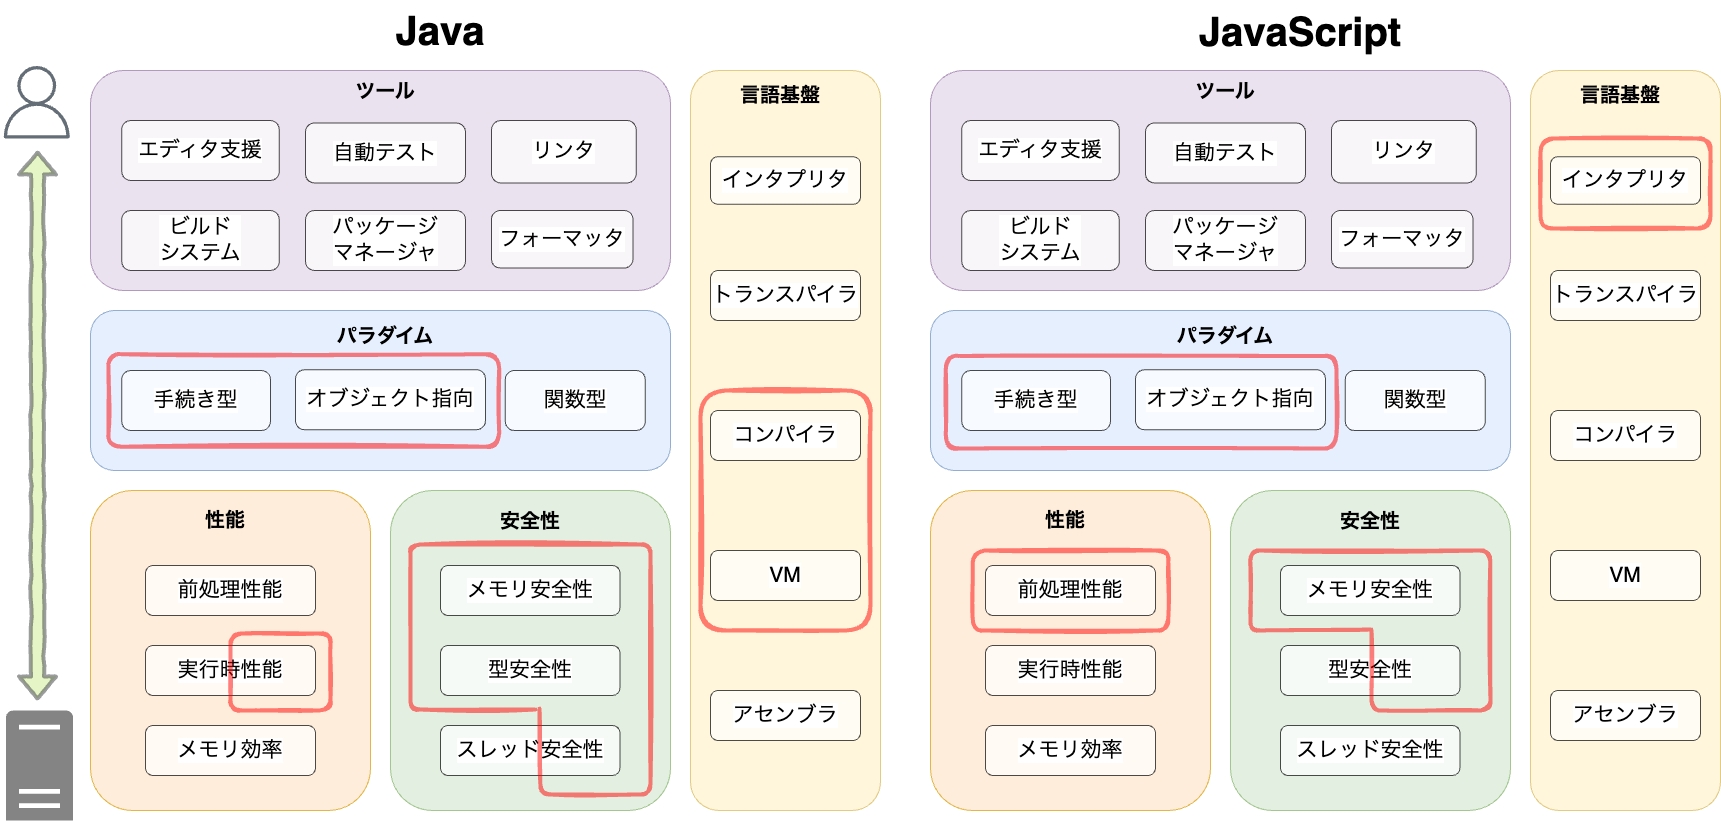 Java
ツール
エディタ支援
自動テスト
リンタ
ビルド
システム
パッケージ
マネージャ
フォーマッタ
パラダイム
手続き型
オブジェクト指向
関数型
性能
前処理性能
実行時性能
メモリ効率
安全性
メモリ安全性
型安全性
スレッド安全性
言語基盤
インタプリタ
トランスパイラ
コンパイラ
VM
アセンブラ
JavaScript
ツール
エディタ支援
自動テスト
リンタ
ビルド
システム
パッケージ
マネージャ
フォーマッタ
パラダイム
手続き型
オブジェクト指向
関数型
性能
前処理性能
実行時性能
メモリ効率
安全性
メモリ安全性
型安全性
スレッド安全性
言語基盤
インタプリタ
トランスパイラ
コンパイラ
VM
アセンブラ